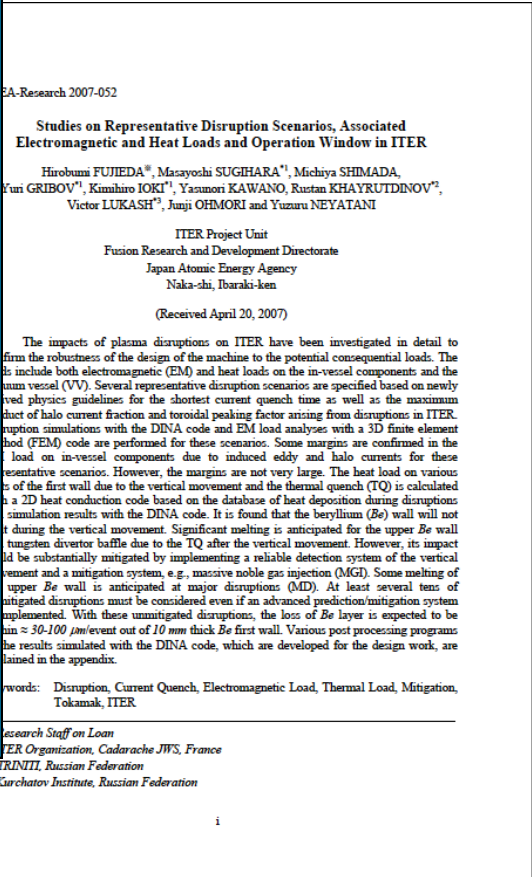 EA-Research 2007-052
Studies on Representative Disruption Scenarios, Associated
Electromagnetic and Heat Loads and Operation Window in ITER
Hirobumi FUJIEDA※, Masayoshi SUGIHARA*1, Michiya SHIMADA,
Yuri GRIBOV*1, Kimihiro IOKI*1, Yasunori KAWANO, Rustan KHAYRUTDINOV*2,
Victor LUKASH*3, Junji OHMORI and Yuzuru NEYATANI
ITER Project Unit
Fusion Research and Development Directorate
Japan Atomic Energy Agency
Naka-shi, Ibaraki-ken
(Received April 20, 2007)
The impacts of plasma disruptions on ITER have been investigated in detail to
firm the robustness of the design of the machine to the potential consequential loads. The
ds include both electromagnetic (EM) and heat loads on the in-vessel components and the
uum vessel (VV). Several representative disruption scenarios are specified based on newly
ived physics guidelines for the shortest current quench time as well as the maximum
duct of halo current fraction and toroidal peaking factor arising from disruptions in ITER.
ruption simulations with the DINA code and EM load analyses with a 3D finite element
hod (FEM) code are performed for these scenarios. Some margins are confirmed in the
load on in-vessel components due to induced eddy and halo currents for these
resentative scenarios. However, the margins are not very large. The heat load on various
ts of the first wall due to the vertical movement and the thermal quench (TQ) is calculated
h a 2D heat conduction code based on the database of heat deposition during disruptions
simulation results with the DINA code. It is found that the beryllium (Be) wall will not
t during the vertical movement. Significant melting is anticipated for the upper Be wall
tungsten divertor baffle due to the TQ after the vertical movement. However, its impact
ld be substantially mitigated by implementing a reliable detection system of the vertical
vement and a mitigation system, e.g., massive noble gas injection (MGI). Some melting of
upper Be wall is anticipated at major disruptions (MD). At least several tens of
mitigated disruptions must be considered even if an advanced prediction/mitigation system
mplemented. With these unmitigated disruptions, the loss of Be layer is expected to be
hin ≈ 30-100 μm/event out of 10 mm thick Be first wall. Various post processing programs
he results simulated with the DINA code, which are developed for the design work, are
lained in the appendix.
ywords: Disruption, Current Quench, Electromagnetic Load, Thermal Load, Mitigation,
Tokamak, ITER
Research Staff on Loan
TER Organization, Cadarache JWS, France
TRINITI, Russian Federation
Kurchatov Institute, Russian Federation
i